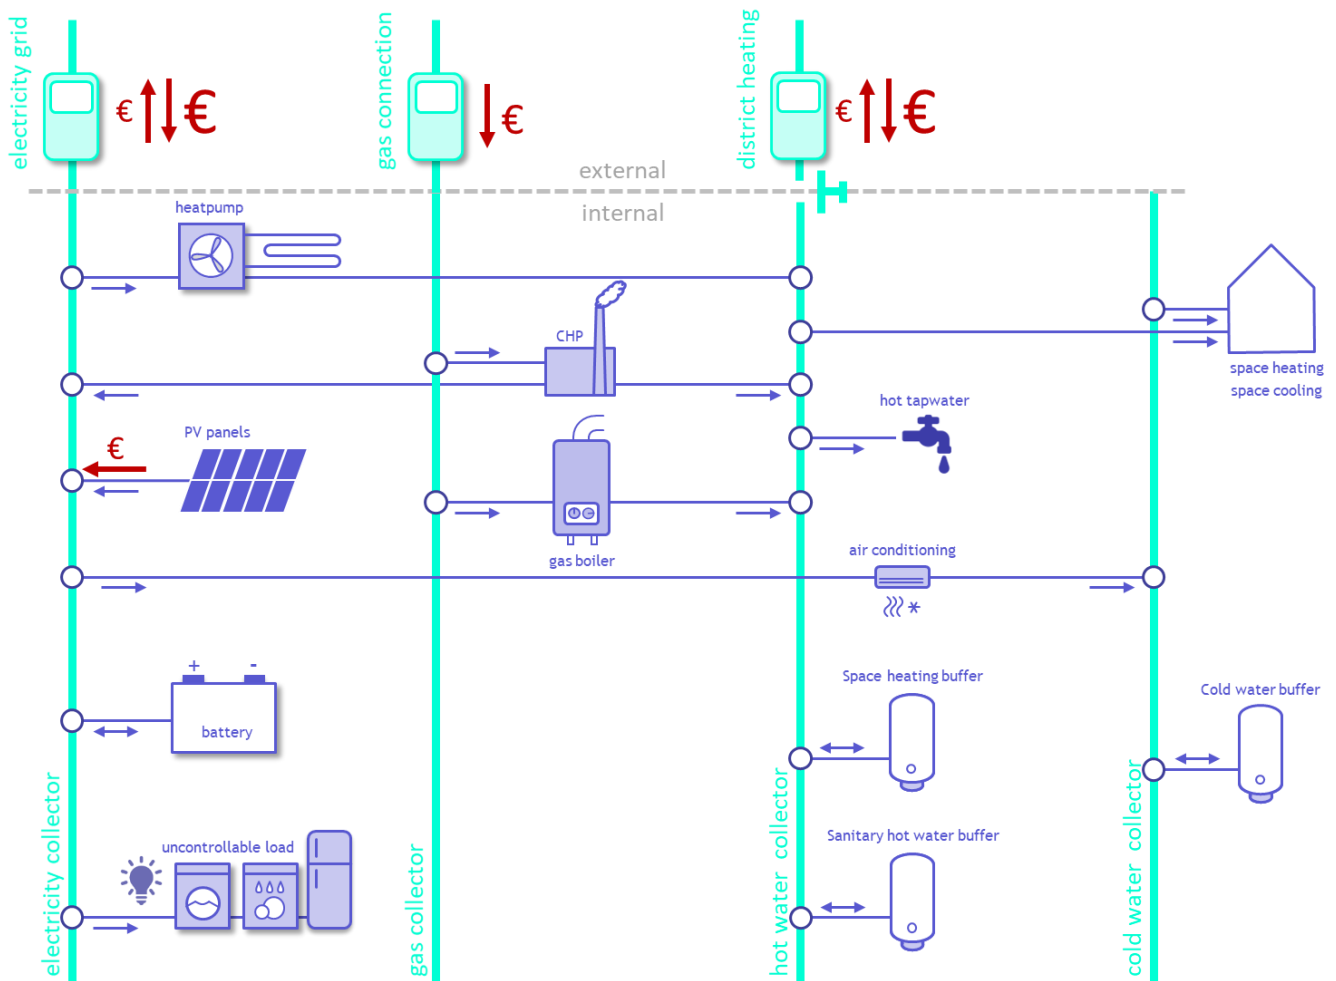 electricity grid
€
€
gas connection
€
district heating
€
€
external
internal
heatpump
CHP
space heating
space cooling
hot tapwater
PV panels
€
gas boiler
air conditioning
*
+
-
battery
Space heating buffer
Cold water buffer
electricity collector
uncontrollable load
gas collector
hot water collector
Sanitary hot water buffer
cold water collector